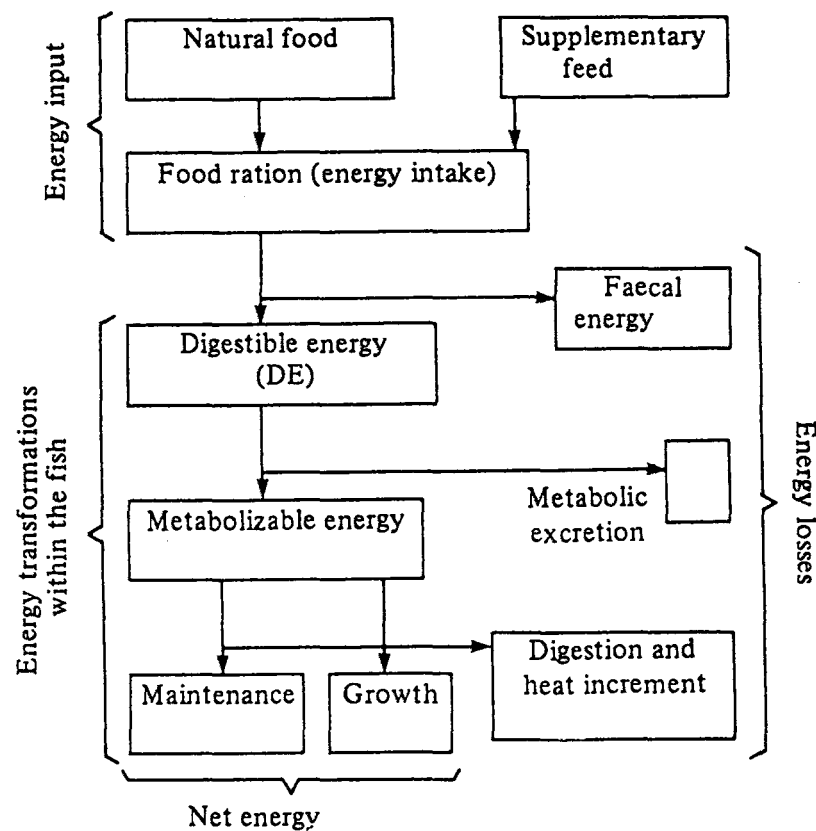 Energy input
Natural food
Supplementary
feed
Food ration (energy intake)
Faecal
energy
Digestible energy
(DE)
Energy transformations
within the fish
Metabolic
excretion
Metabolizable energy
Energy losses
Digestion and
heat increment
Maintenance
Growth
Net energy